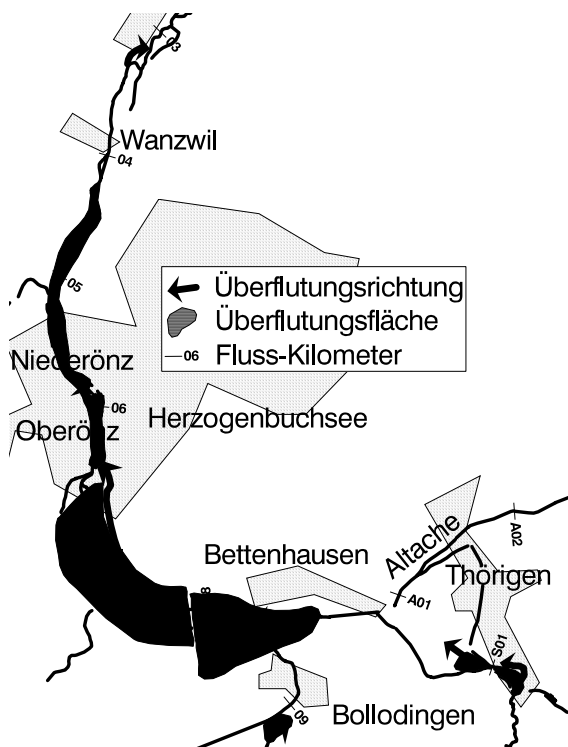 03
Wanzwil
04
05
Überflutungsrichtung
Überflutungsfläche
06 Fluss-Kilometer
Niederönz
06
Oberönz
Herzogenbuchsee
Bettenhausen
Altache
A02
Thörigen
A01
8
S01
09
Bollodingen